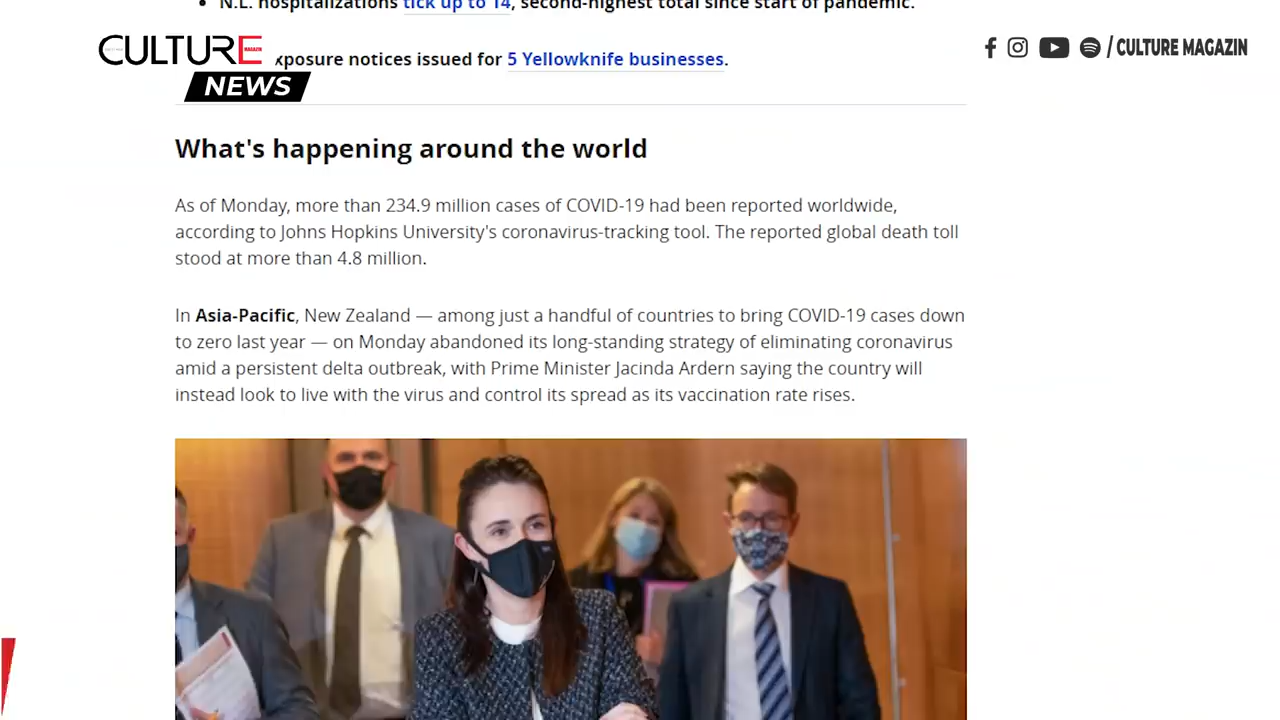 N.L. hospitalizations tick up to 14, second-highest total since start of pandemic.
CULTURE
MAGAZIN
/ CULTURE MAGAZIN
xposure notices issued for 5 Yellowknife businesses.
NEWS
What's happening around the world
As of Monday, more than 234.9 million cases of COVID-19 had been reported worldwide,
according to Johns Hopkins University's coronavirus-tracking tool. The reported global death toll
stood at more than 4.8 million.
In Asia-Pacific, New Zealand — among just a handful of countries to bring COVID-19 cases down
to zero last year — on Monday abandoned its long-standing strategy of eliminating coronavirus
amid a persistent delta outbreak, with Prime Minister Jacinda Ardern saying the country will
instead look to live with the virus and control its spread as its vaccination rate rises.